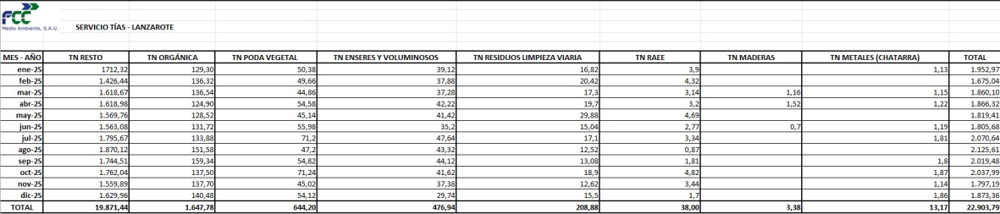 FCC
Medio Ambiente, S.A.U.
SERVICIO TÍAS - LANZAROTE
MES - AÑO TN RESTO TN ORGÁNICA TN PODA VEGETAL TN ENSERES Y VOLUMINOSOS TN RESIDUOS LIMPIEZA VIARIA TN RAEE TN MADERAS TN METALES (CHATARRA) TOTAL
ene-25 1712,32 129,30 50,38 39,12 16,82 3,9 1,13 1.952,97
feb-25 1.426,44 136,32 49,66 37,88 20,42 4,32 1.675,04
mar-25 1.618,67 136,54 44,86 37,28 17,3 3,14 1,16 1,15 1.860,10
abr-25 1.618,98 124,90 54,58 42,22 19,7 3,2 1,52 1,22 1.866,32
may-25 1.569,76 128,52 45,14 41,42 29,88 4,69 1.819,41
jun-25 1.563,08 131,72 55,98 35,2 15,04 2,77 0,7 1,19 1.805,68
jul-25 1.795,67 133,88 71,2 47,64 17,1 3,34 1,81 2.070,64
ago-25 1.870,12 151,58 47,2 43,32 12,52 0,87 2.125,61
sep-25 1.744,51 159,34 54,82 44,12 13,08 1,81 1,8 2.019,48
oct-25 1.762,04 137,50 71,24 41,62 18,9 4,82 1,87 2.037,99
nov-25 1.559,89 137,70 45,02 37,38 12,62 3,44 1,14 1.797,19
dic-25 1.629,96 140,48 54,12 29,74 15,5 1,7 1,86 1.873,36
TOTAL 19.871,44 1.647,78 644,20 476,94 208,88 38,00 3,38 13,17 22.903,79